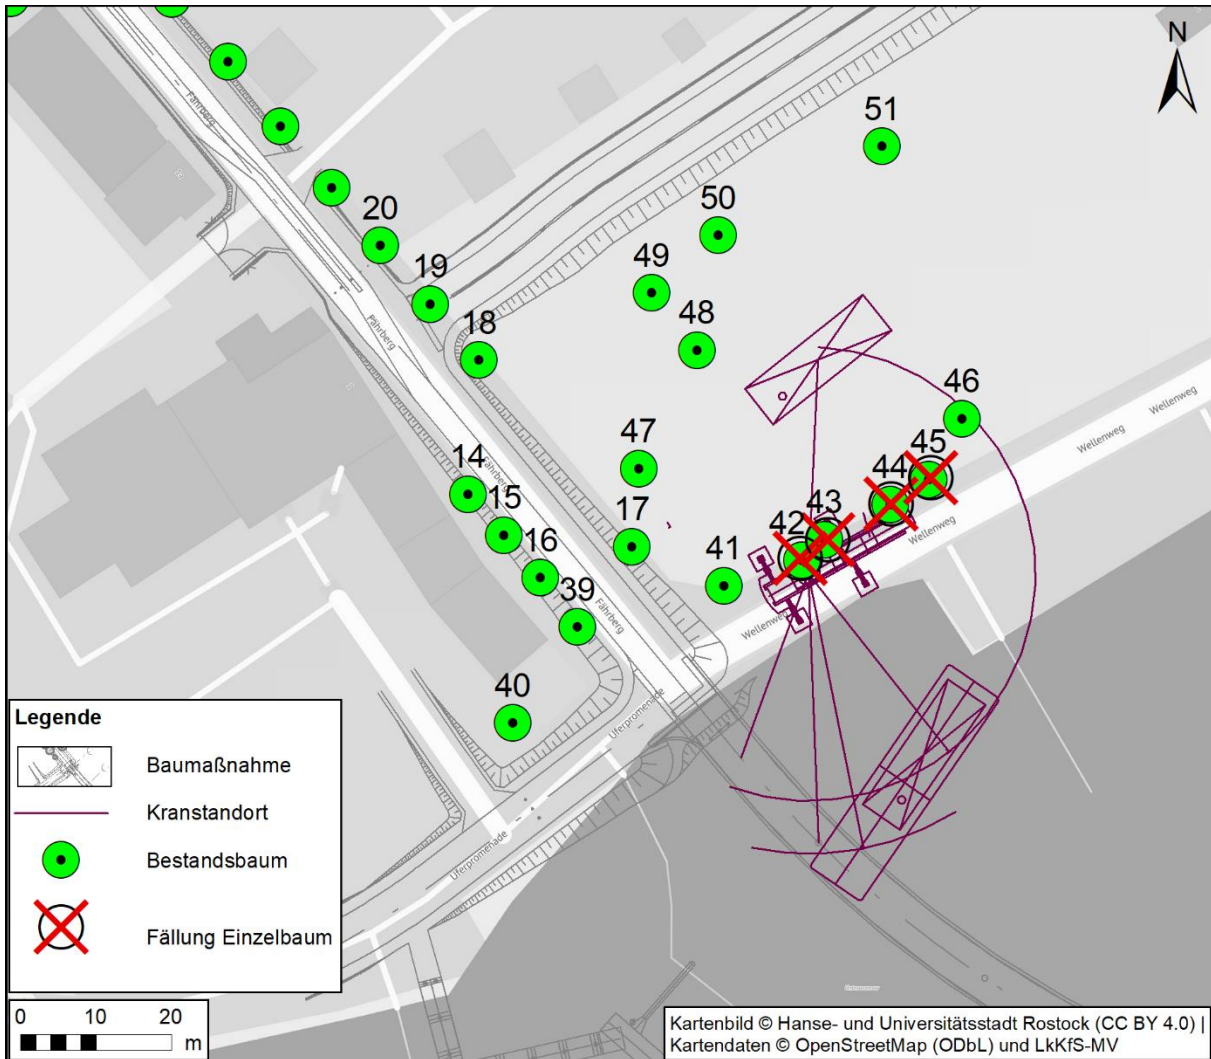 N
51
50
49
48
20
19
18
Fährberg
Fährberg
46
45
44
43
42
47
17
41
14
15
16
39
40
Fährberg
Fährberg
Wellenweg
Wellenweg
Wellenweg
Wellenweg
Uferpromenade
Uferpromenade
Legende
Baumaßnahme
Kranstandort
Bestandsbaum
Fällung Einzelbaum
0 10 20
m
Kartenbild © Hanse- und Universitätsstadt Rostock (CC BY 4.0) |
Kartendaten © OpenStreetMap (ODbL) und LkKfS-MV